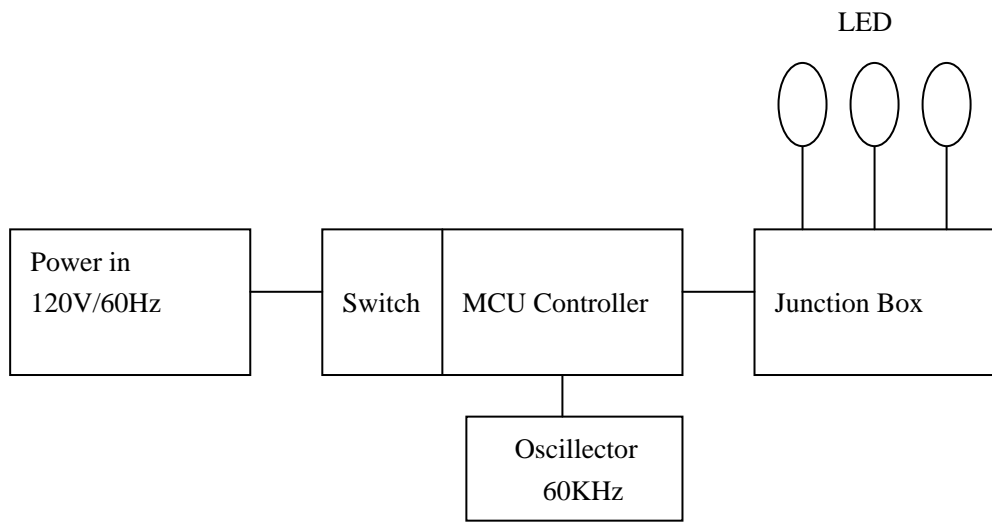 LED
Power in
120V/60Hz
Switch
MCU Controller
Junction Box
Oscillector
60KHz